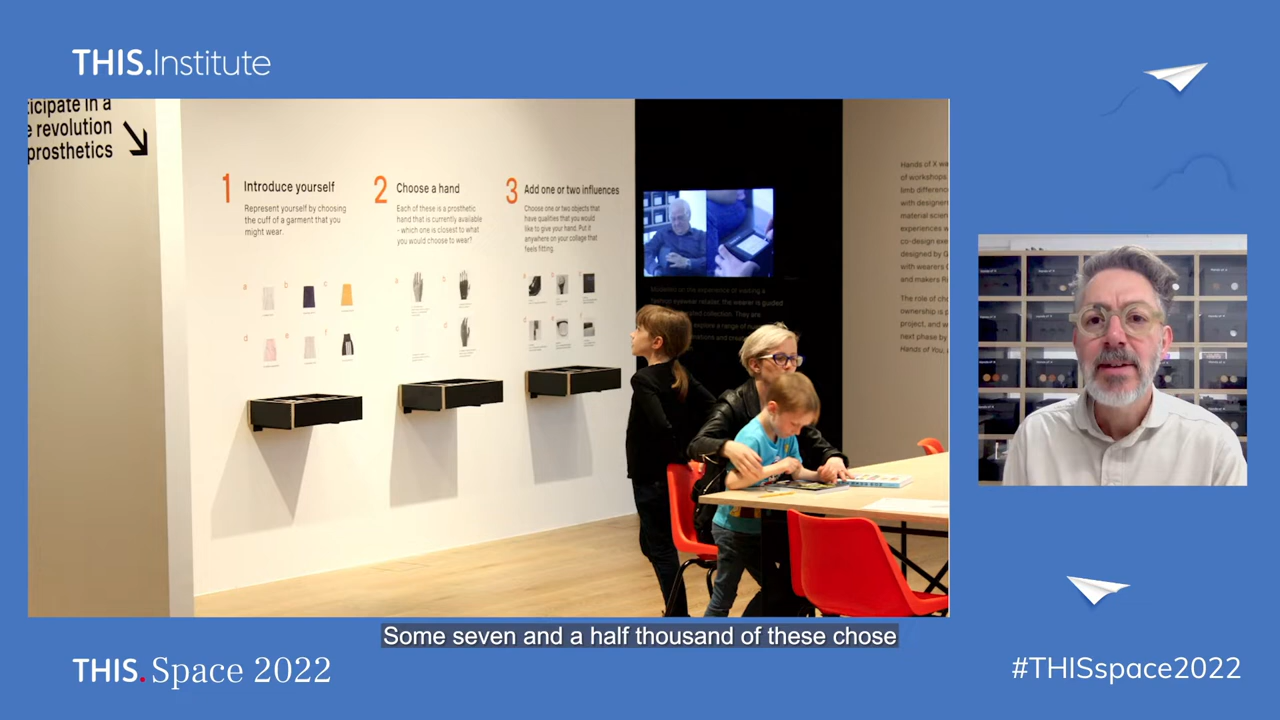 THIS.Institute
ticipate in a
e revolution
prosthetics
1 Introduce yourself
Represent yourself by choosing
the cuff of a garment that you
might wear.
2 Choose a hand
Each of these is a prosthetic
hand that is currently available
- which one is closest to what
you would choose to wear?
3 Add one or two influences
Choose one or two objects that
have qualities that you would
like to give your hand. Put it
anywhere on your collage that
feels fitting.
Hands of X wa
of workshops
limb difference
with designers
material scien
experiences w
co-design exe
designed by G
with wearers
and makers
The role of cho
ownership is p
project, and
next phase by
Hands of You,
Some seven and a half thousand of these chose
THIS. Space 2022
#THISspace2022